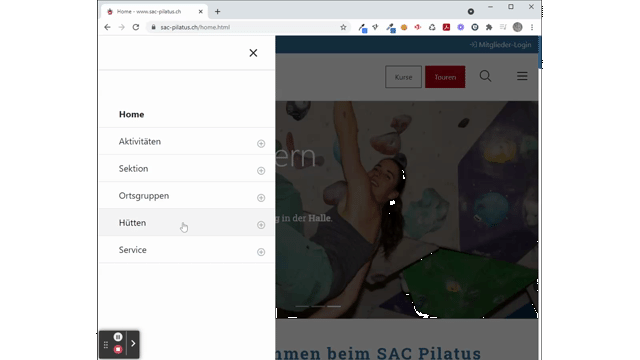 Home - www.sac-pilatus.ch/
sac-pilatus.ch/home.html
Mitglieder-Login
Kurse
Touren
Home
Aktivitäten
Sektion
Ortsgruppen
Hütten
Service
ern
g in der Halle.
mmen beim SAC Pilatus